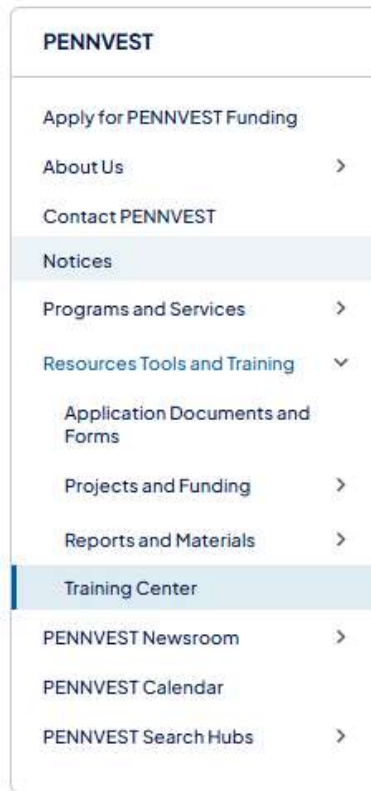 PENNVEST
Apply for PENNVEST Funding
About Us
Contact PENNVEST
Notices
Programs and Services
Resources Tools and Training
Application Documents and
Forms
Projects and Funding
Reports and Materials
Training Center
PENNVEST Newsroom
PENNVEST Calendar
PENNVEST Search Hubs